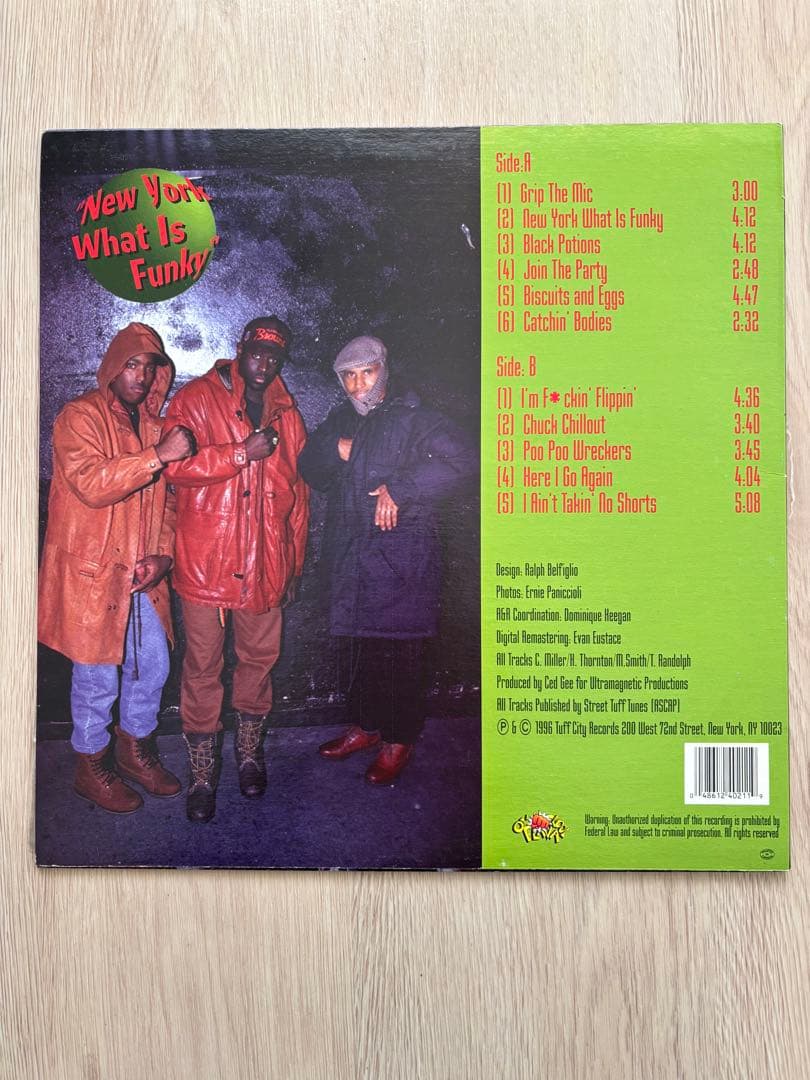 "New York
What Is
Funky"
Browns
Side:A
(1) Grip The Mic 3:00
(2) New York What Is Funky 4:12
(3) Black Potions 4:12
(4) Join The Party 2:48
(5) Biscuits and Eggs 4:47
(6) Catchin' Bodies 2:32
Side: B
(1) I'm F*ckin' Flippin' 4:36
(2) Chuck Chillout 3:40
(3) Poo Poo Wreckers 3:45
(4) Here I Go Again 4:04
(5) I Ain't Takin' No Shorts 5:08
Design: Ralph Belfiglio
Photos: Ernie Paniccioli
A&R Coordination: Dominique Keegan
Digital Remastering: Evan Eustace
All Tracks C. Miller/K. Thornton/M.Smith/T. Randolph
Produced by Ced Gee for Ultramagnetic Productions
All Tracks Published by Street Tuff Tunes (ASCAP)
℗ & © 1996 Tuff City Records 200 West 72nd Street, New York, NY 10023
0 48612 40211 9
Warning: Unauthorized duplication of this recording is prohibited by
Federal Law and subject to criminal prosecution. All rights reserved